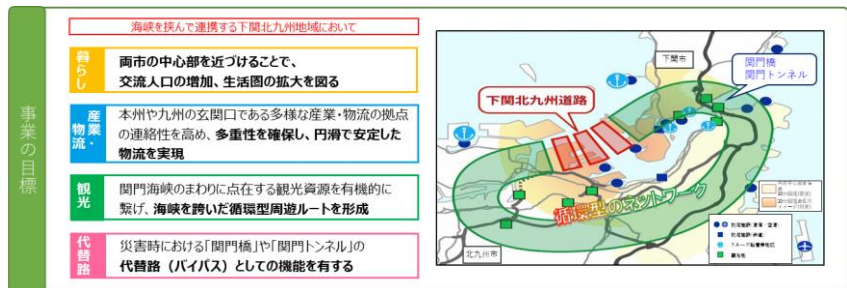 事業の目標
海峡を挟んで連携する下関北九州地域において
暮らし
両市の中心部を近づけることで、
交流人口の増加、生活圏の拡大を図る
産業・
物流
本州や九州の玄関口である多様な産業・物流の拠点
の連絡性を高め、多重性を確保し、円滑で安定した
物流を実現
観光
関門海峡のまわりに点在する観光資源を有機的に
繋げ、海峡を跨いだ循環型周遊ルートを形成
代替路
災害時における「関門橋」や「関門トンネル」の
代替路（バイパス）としての機能を有する
下関市
関門橋
関門トンネル
下関北九州道路
循環型のネットワーク
北九州市
観光地